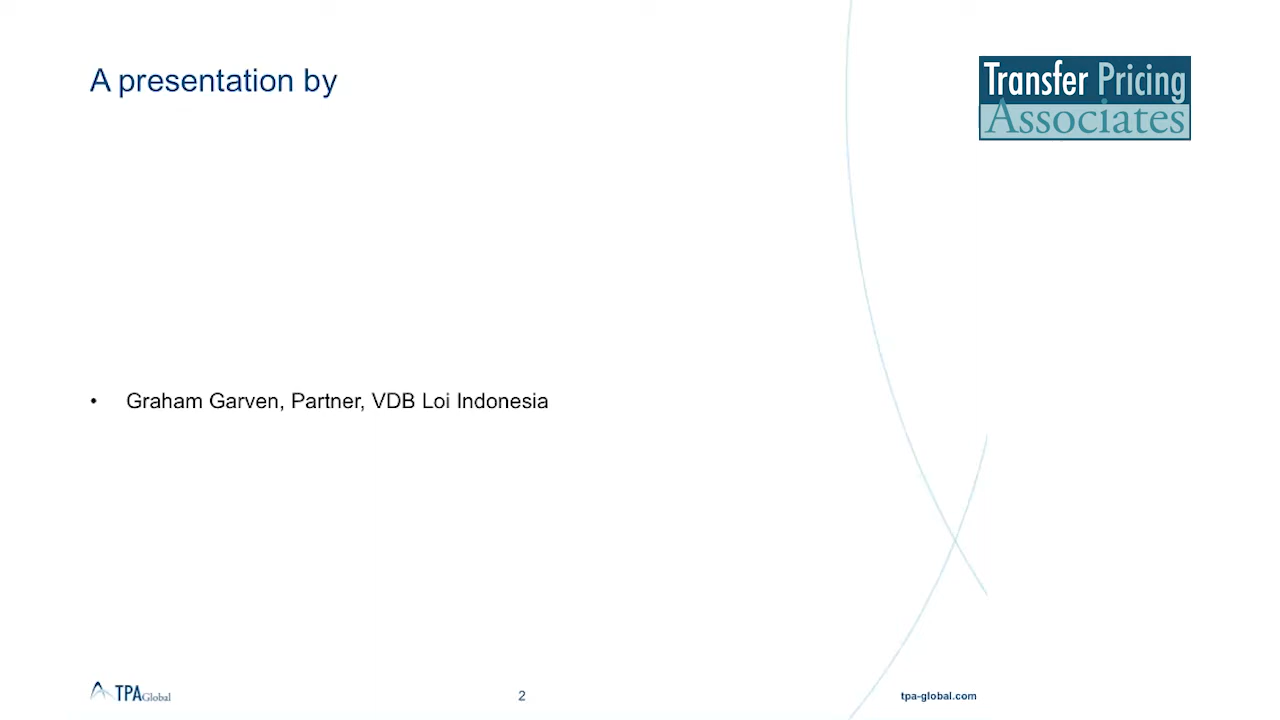 A presentation by
Transfer Pricing
Associates
• Graham Garven, Partner, VDB Loi Indonesia
TPA Global
2
tpa-global.com